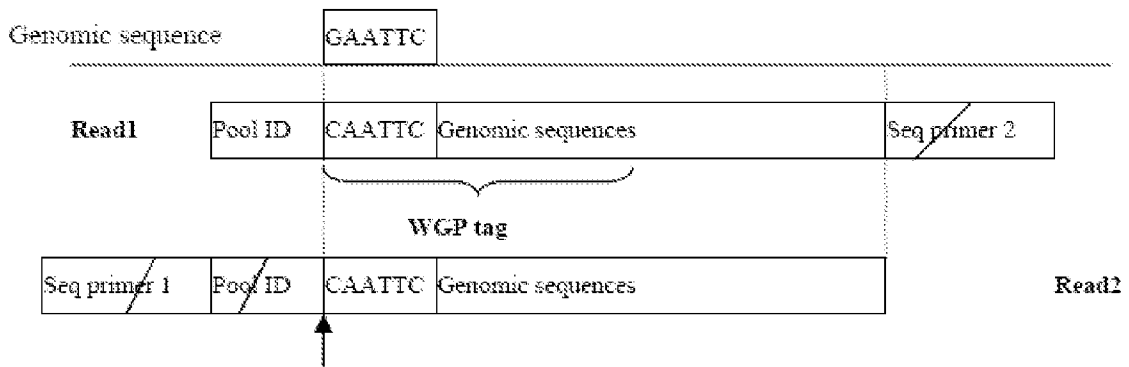 Genomic sequence GAATTC
Read1 Pool ID CAATTC Genomic sequences Seq primer 2
WGP tag
Seq primer 1 Pool ID CAATTC Genomic sequences Read2